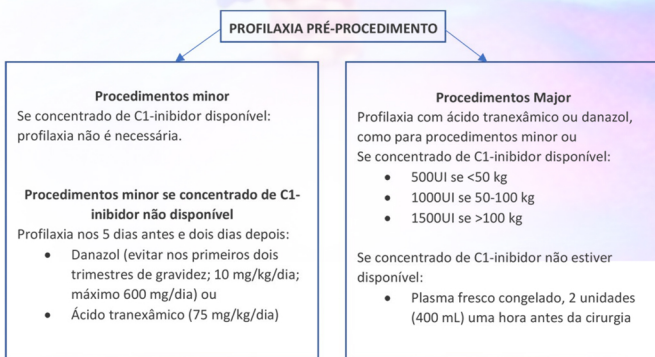 PROFILAXIA PRÉ-PROCEDIMENTO
Procedimentos minor
Se concentrado de C1-inibidor disponível:
profilaxia não é necessária.
Procedimentos minor se concentrado de C1-
inibidor não disponível
Profilaxia nos 5 dias antes e dois dias depois:
• Danazol (evitar nos primeiros dois
trimestres de gravidez; 10 mg/kg/dia;
máximo 600 mg/dia) ou
• Ácido tranexâmico (75 mg/kg/dia)
Procedimentos Major
Profilaxia com ácido tranexâmico ou danazol,
como para procedimentos minor ou
Se concentrado de C1-inibidor disponível:
• 500UI se <50 kg
• 1000UI se 50-100 kg
• 1500UI se >100 kg
Se concentrado de C1-inibidor não estiver
disponível:
• Plasma fresco congelado, 2 unidades
(400 mL) uma hora antes da cirurgia